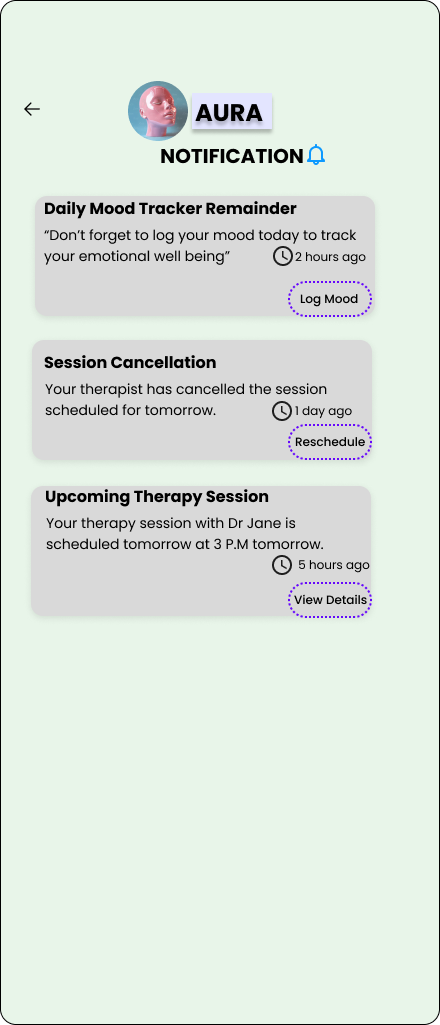 AURA
NOTIFICATION
Daily Mood Tracker Remainder
“Don’t forget to log your mood today to track
your emotional well being”
2 hours ago
Log Mood
Session Cancellation
Your therapist has cancelled the session
scheduled for tomorrow.
1 day ago
Reschedule
Upcoming Therapy Session
Your therapy session with Dr Jane is
scheduled tomorrow at 3 P.M tomorrow.
5 hours ago
View Details